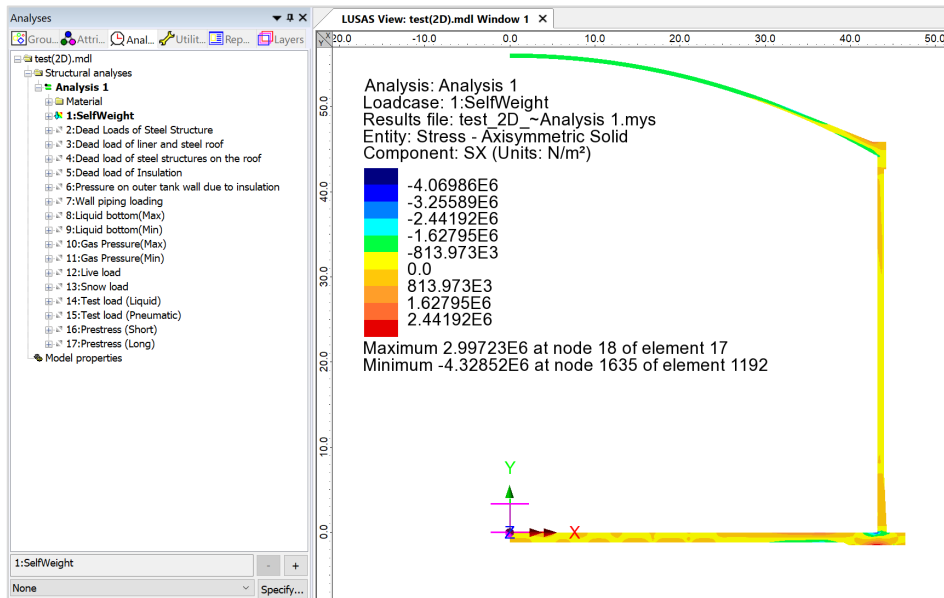 Analyses
LUSAS View: test(2D).mdl Window 1
Grou...
Attri...
Anal...
Utilit...
Rep...
Layers
test(2D).mdl
Structural analyses
Analysis 1
Material
1:SelfWeight
2:Dead Loads of Steel Structure
3:Dead load of liner and steel roof
4:Dead load of steel structures on the roof
5:Dead load of Insulation
6:Pressure on outer tank wall due to insulation
7:Wall piping loading
8:Liquid bottom(Max)
9:Liquid bottom(Min)
10:Gas Pressure(Max)
11:Gas Pressure(Min)
12:Live load
13:Snow load
14:Test load (Liquid)
15:Test load (Pneumatic)
16:Prestress (Short)
17:Prestress (Long)
Model properties
1:SelfWeight
-
+
None
Specify...
X
Y
20.0
0.0
10.0
20.0
30.0
40.0
50.0
50.0
40.0
30.0
20.0
10.0
0.0
Analysis: Analysis 1
Loadcase: 1:SelfWeight
Results file: test_2D_~Analysis 1.mys
Entity: Stress - Axisymmetric Solid
Component: SX (Units: N/m²)
-4.06986E6
-3.25589E6
-2.44192E6
-1.62795E6
-813.973E3
0.0
813.973E3
1.62795E6
2.44192E6
Maximum 2.99723E6 at node 18 of element 17
Minimum -4.32852E6 at node 1635 of element 1192
Y
Z
X